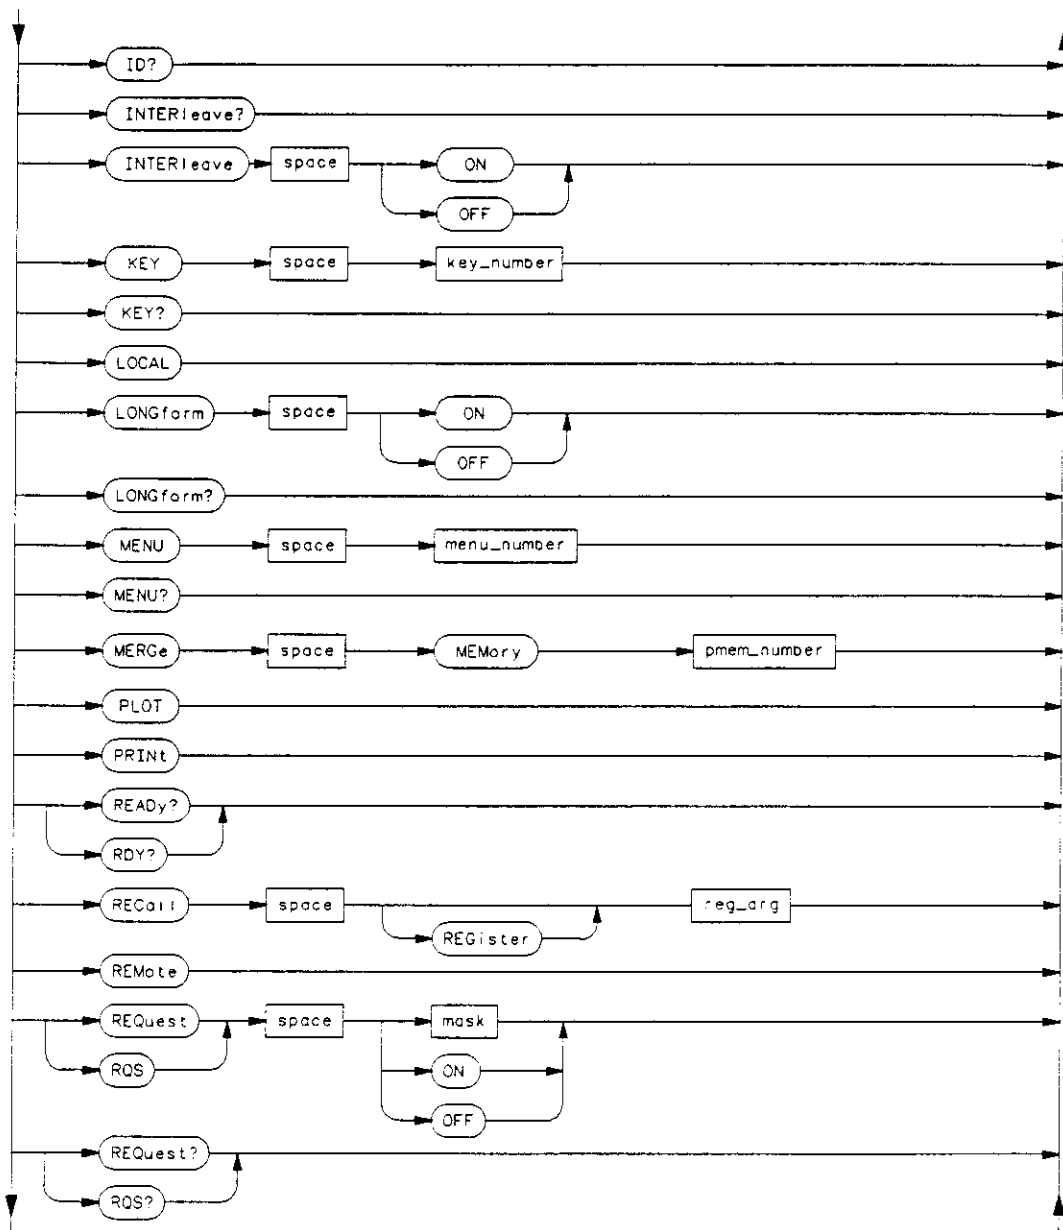 ID?
INTERleave?
INTERleave space ON
OFF
KEY space key_number
KEY?
LOCAL
LONGform space ON
OFF
LONGform?
MENU space menu_number
MENU?
MERGe space MEMory pmem_number
PLOT
PRINt
READy?
RDY?
RECall space reg_arg
REGister
REMote
REQuest space mask
RQS ON
OFF
REQuest?
RQS?